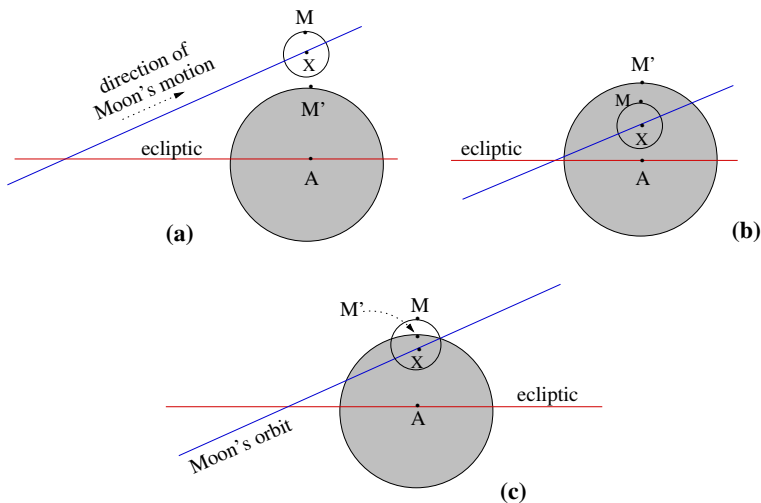 M
X
direction of
Moon's motion
M'
ecliptic
A
(a)
M'
M
X
ecliptic
A
(b)
M'
M
X
ecliptic
A
Moon's orbit
(c)